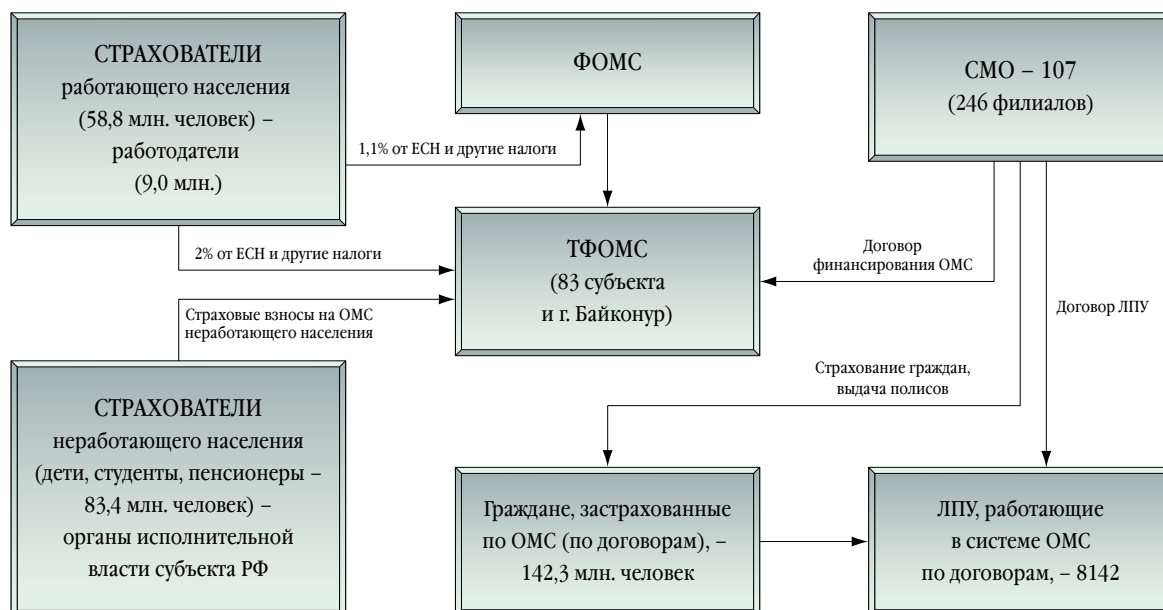 СТРАХОВАТЕЛИ
работающего населения
(58,8 млн. человек) –
работодатели
(9,0 млн.)
ФОМС
СМО – 107
(246 филиалов)
1,1% от ЕСН и другие налоги
2% от ЕСН и другие налоги
ТФОМС
(83 субъекта
и г. Байконур)
Договор
финансирования ОМС
Договор ЛПУ
Страховые взносы на ОМС
неработающего населения
Страхование граждан,
выдача полисов
СТРАХОВАТЕЛИ
неработающего населения
(дети, студенты, пенсионеры –
83,4 млн. человек) –
органы исполнительной
власти субъекта РФ
Граждане, застрахованные
по ОМС (по договорам), –
142,3 млн. человек
ЛПУ, работающие
в системе ОМС
по договорам, – 8142